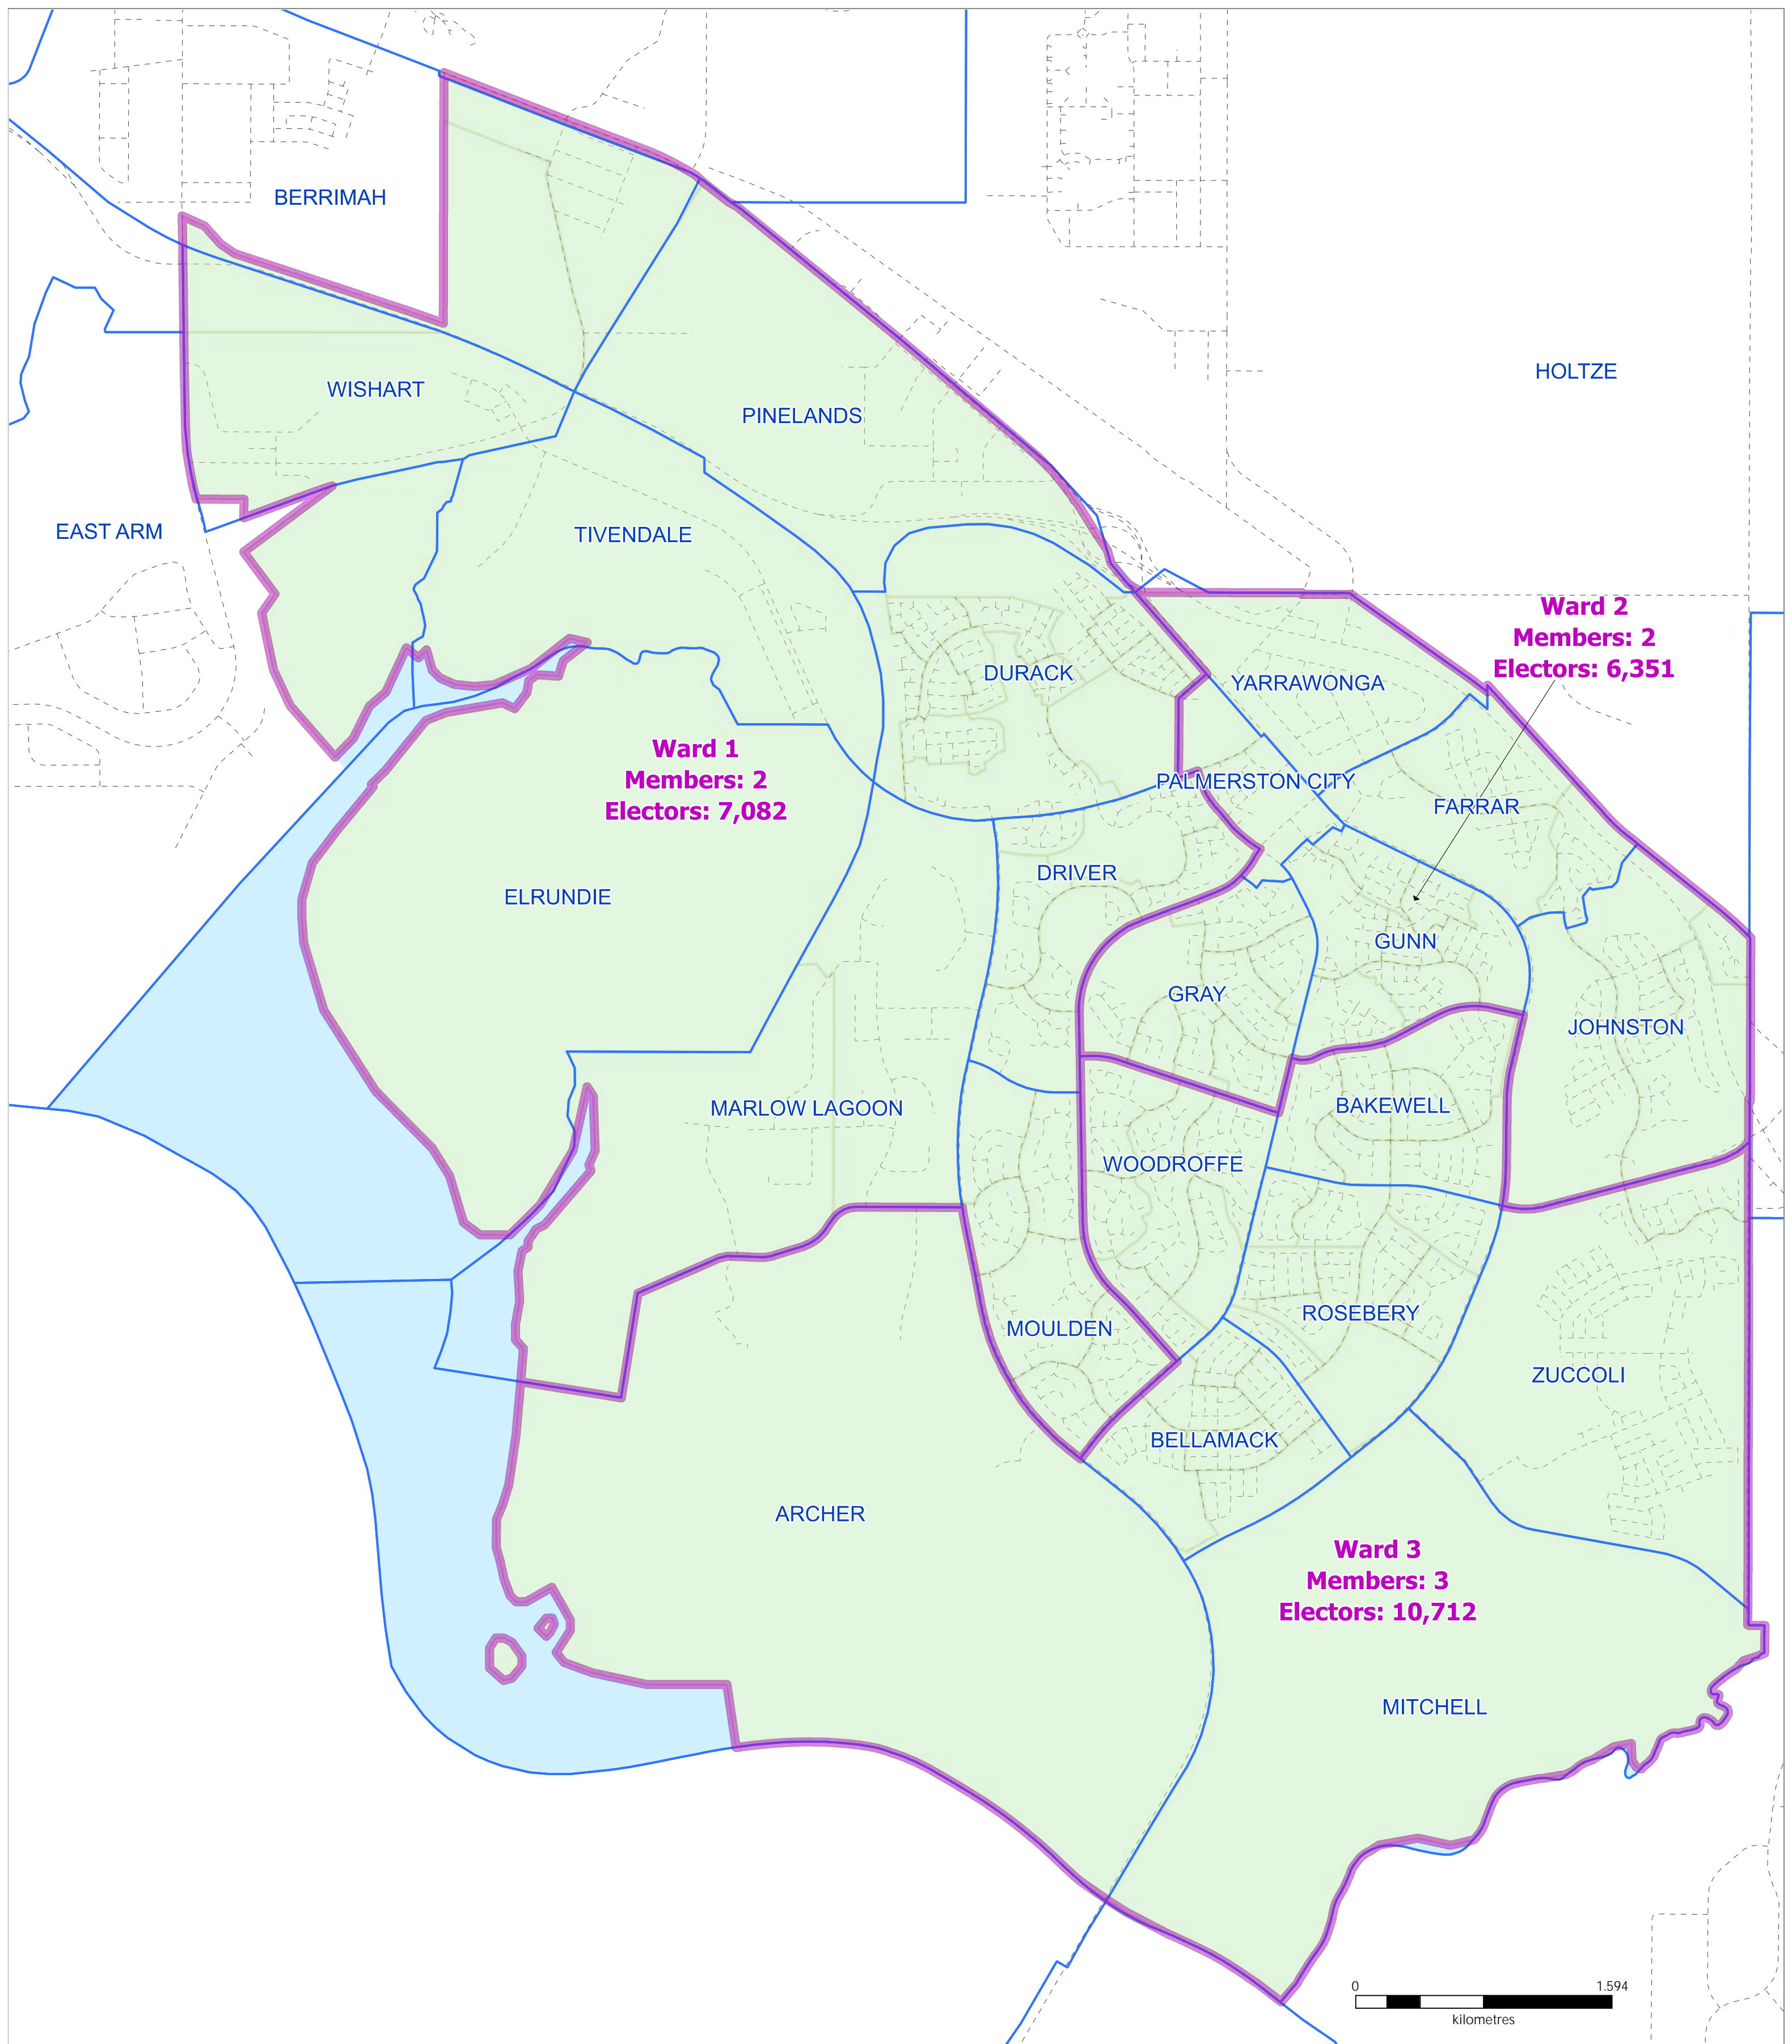 BERRIMAH
HOLTZE
WISHART
PINELANDS
EAST ARM
TIVENDALE
Ward 2
Members: 2
Electors: 6,351
DURACK
YARRAWONGA
Ward 1
Members: 2
Electors: 7,082
PALMERSTON CITY
FARRAR
DRIVER
ELRUNDIE
GUNN
GRAY
JOHNSTON
MARLOW LAGOON
BAKEWELL
WOODROFFE
ROSEBERY
MOULDEN
ZUCCOLI
BELLAMACK
ARCHER
Ward 3
Members: 3
Electors: 10,712
MITCHELL
0 1.594
kilometres